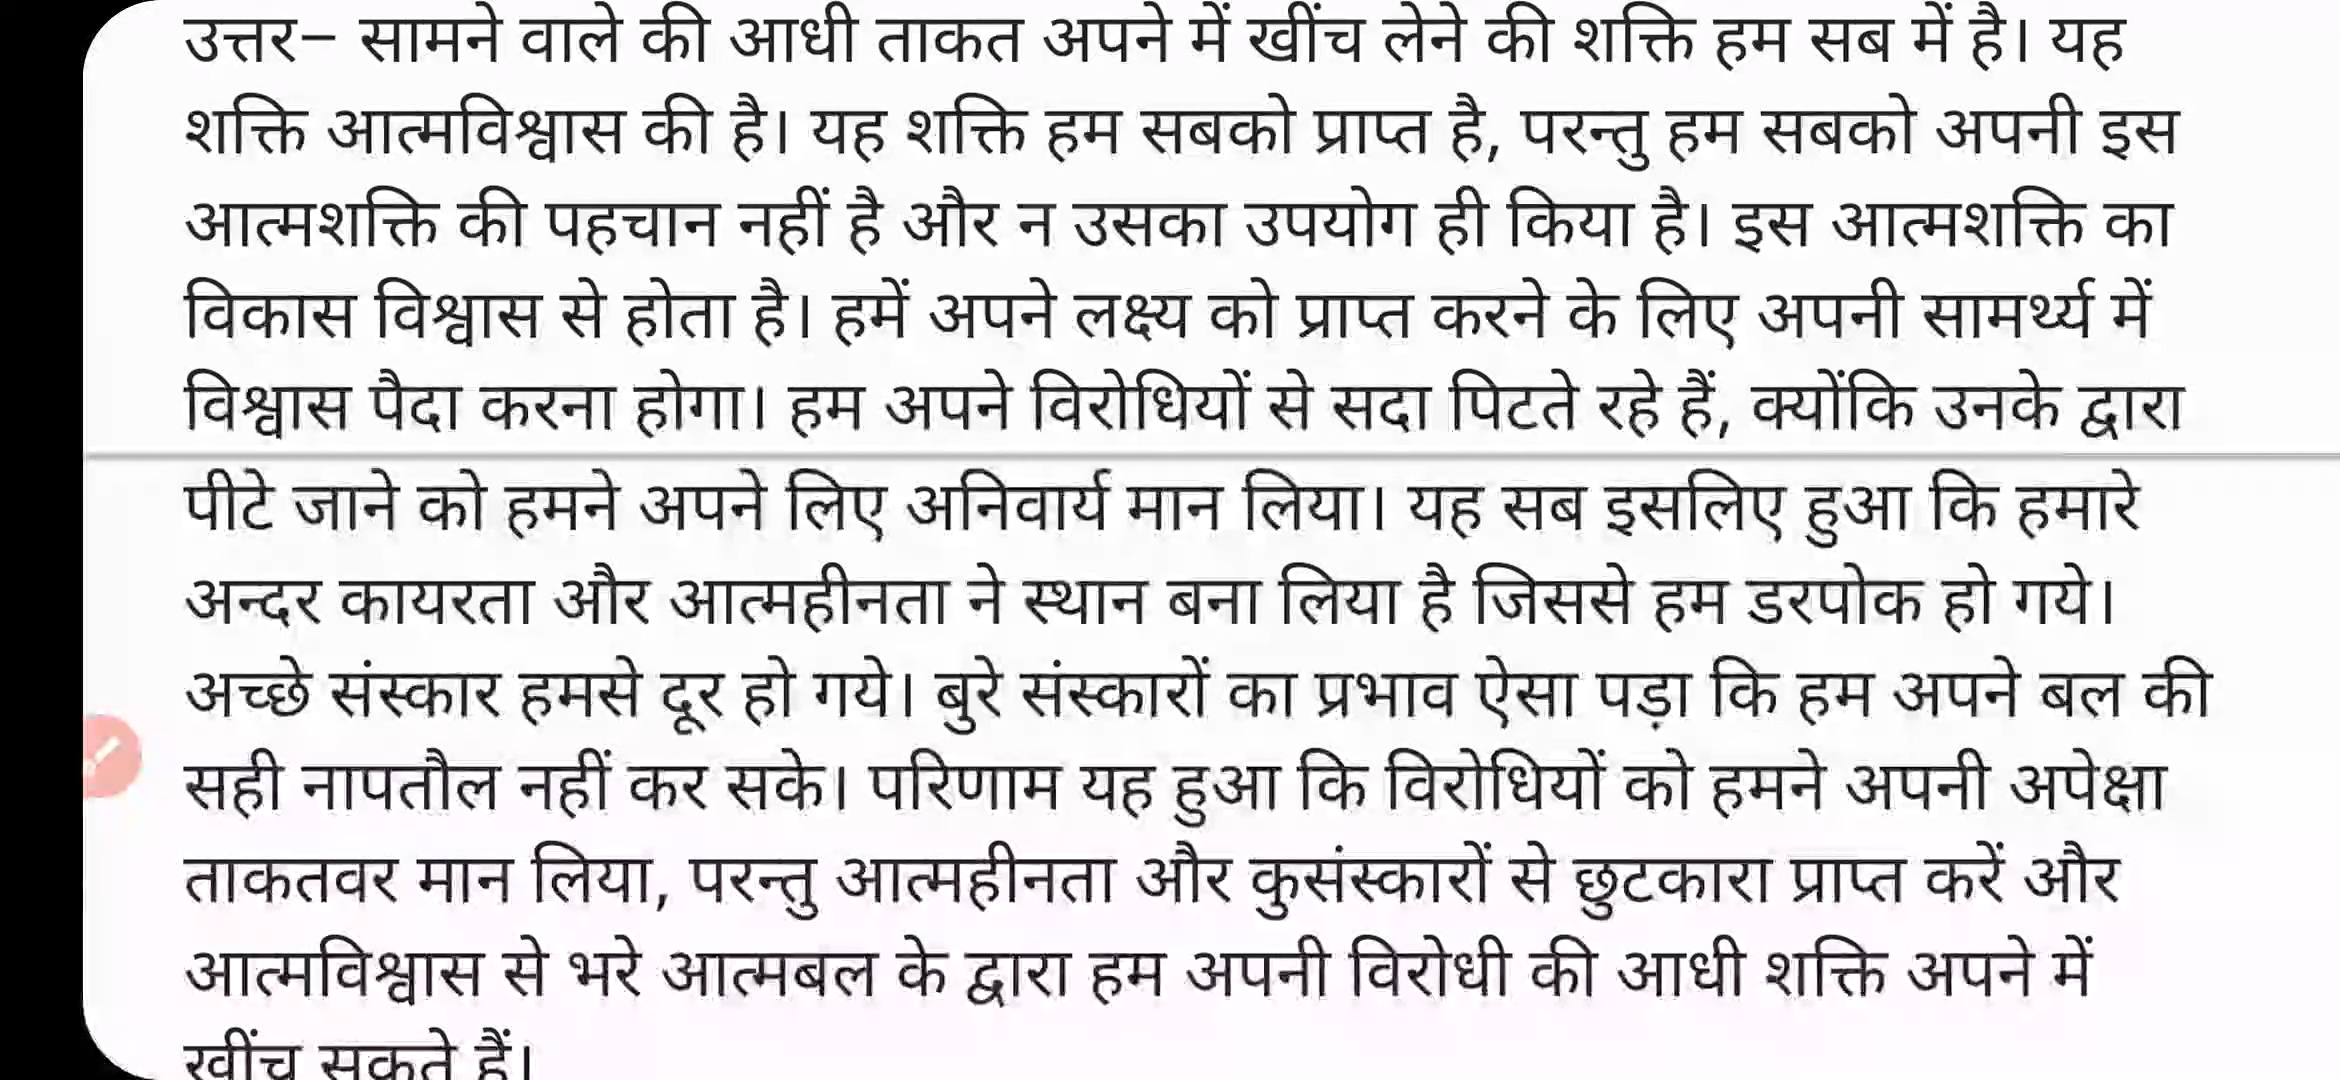 उत्तर– सामने वाले की आधी ताकत अपने में खींच लेने की शक्ति हम सब में है। यह
शक्ति आत्मविश्वास की है। यह शक्ति हम सबको प्राप्त है, परन्तु हम सबको अपनी इस
आत्मशक्ति की पहचान नहीं है और न उसका उपयोग ही किया है। इस आत्मशक्ति का
विकास विश्वास से होता है। हमें अपने लक्ष्य को प्राप्त करने के लिए अपनी सामर्थ्य में
विश्वास पैदा करना होगा। हम अपने विरोधियों से सदा पिटते रहे हैं, क्योंकि उनके द्वारा
पीटे जाने को हमने अपने लिए अनिवार्य मान लिया। यह सब इसलिए हुआ कि हमारे
अन्दर कायरता और आत्महीनता ने स्थान बना लिया है जिससे हम डरपोक हो गये।
अच्छे संस्कार हमसे दूर हो गये। बुरे संस्कारों का प्रभाव ऐसा पड़ा कि हम अपने बल की
सही नापतौल नहीं कर सके। परिणाम यह हुआ कि विरोधियों को हमने अपनी अपेक्षा
ताकतवर मान लिया, परन्तु आत्महीनता और कुसंस्कारों से छुटकारा प्राप्त करें और
आत्मविश्वास से भरे आत्मबल के द्वारा हम अपनी विरोधी की आधी शक्ति अपने में
खींच सकते हैं।